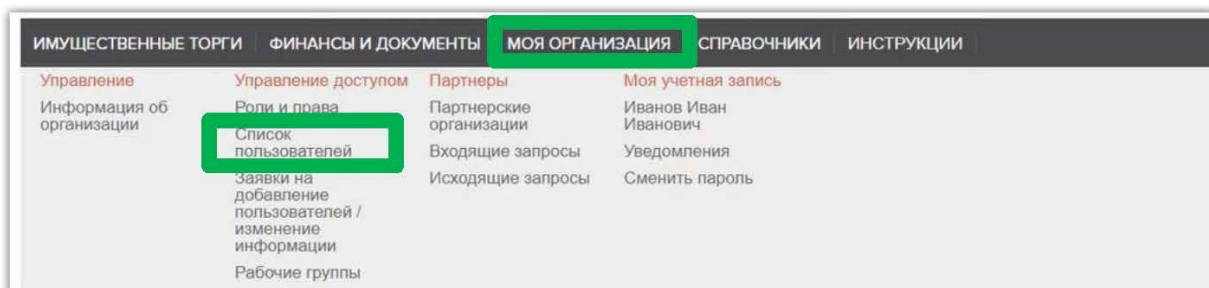 ИМУЩЕСТВЕННЫЕ ТОРГИ ФИНАНСЫ И ДОКУМЕНТЫ МОЯ ОРГАНИЗАЦИЯ СПРАВОЧНИКИ ИНСТРУКЦИИ
Управление
Информация об
организации
Управление доступом
Роли и права
Список
пользователей
Заявки на
добавление
пользователей /
изменение
информации
Рабочие группы
Партнеры
Партнерские
организации
Входящие запросы
Исходящие запросы
Моя учетная запись
Иванов Иван
Иванович
Уведомления
Сменить пароль